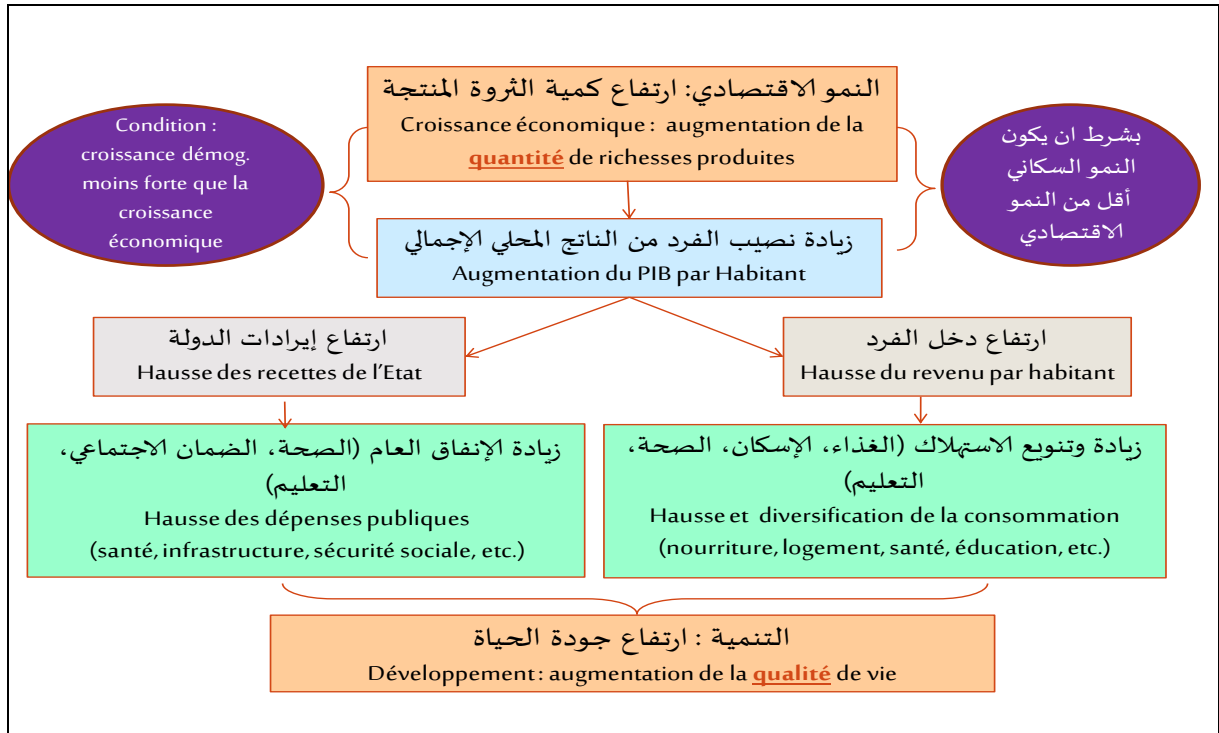 النمو الاقتصادي: ارتفاع كمية الثروة المنتجة
Croissance économique : augmentation de la
quantité de richesses produites
Condition :
croissance démog.
moins forte que la
croissance
économique
بشرط ان يكون
النمو السكاني
أقل من النمو
الاقتصادي
زيادة نصيب الفرد من الناتج المحلي الإجمالي
Augmentation du PIB par Habitant
ارتفاع إيرادات الدولة
Hausse des recettes de l'Etat
ارتفاع دخل الفرد
Hausse du revenu par habitant
زيادة الإنفاق العام (الصحة، الضمان الاجتماعي،
التعليم)
Hausse des dépenses publiques
(santé, infrastructure, sécurité sociale, etc.)
زيادة وتنويع الاستهلاك (الغذاء، الإسكان، الصحة،
التعليم)
Hausse et diversification de la consommation
(nourriture, logement, santé, éducation, etc.)
التنمية : ارتفاع جودة الحياة
Développement : augmentation de la qualité de vie